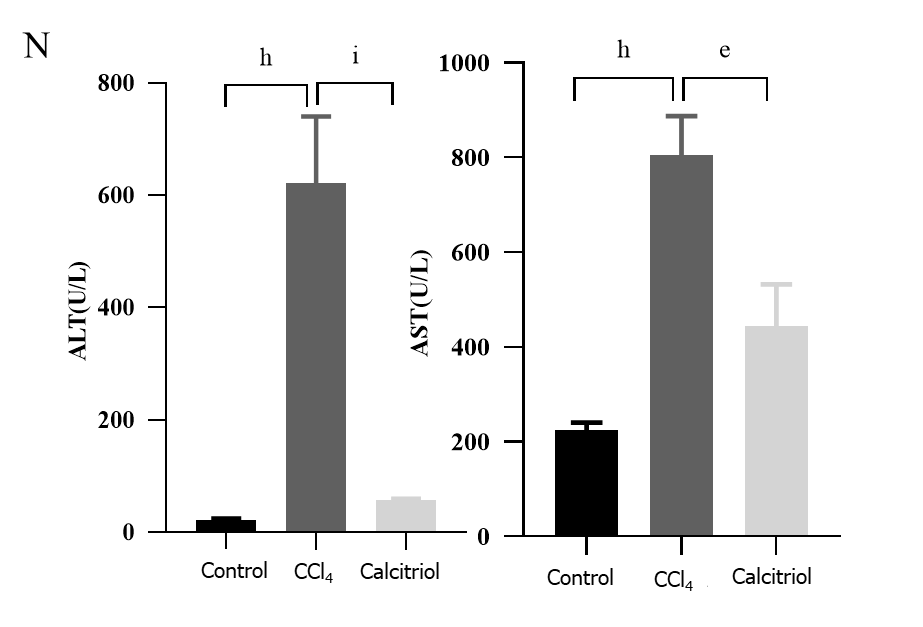 N
h
i
800
600
400
200
0
ALT(U/L)
Control
CCl₄
Calcitriol
h
e
1000
800
600
400
200
0
AST(U/L)
Control
CCl₄
Calcitriol